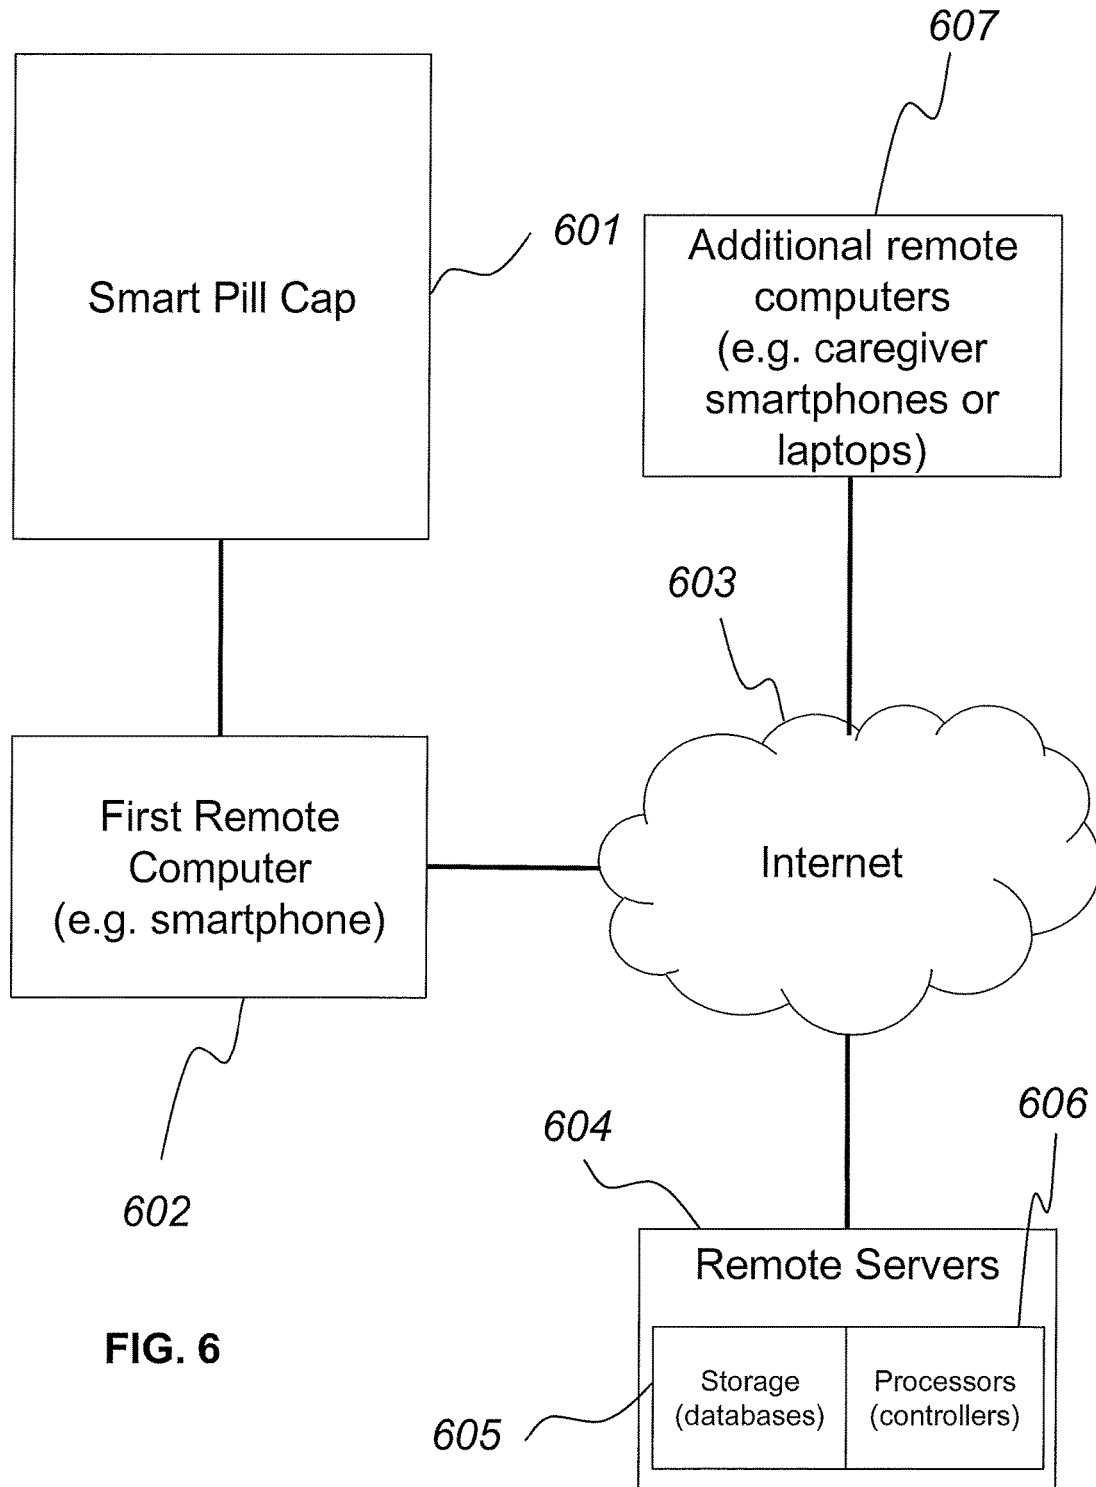 607
601
Smart Pill Cap
Additional remote
computers
(e.g. caregiver
smartphones or
laptops)
603
First Remote
Computer
(e.g. smartphone)
Internet
602
604
606
Remote Servers
Storage
(databases)
Processors
(controllers)
605
FIG. 6